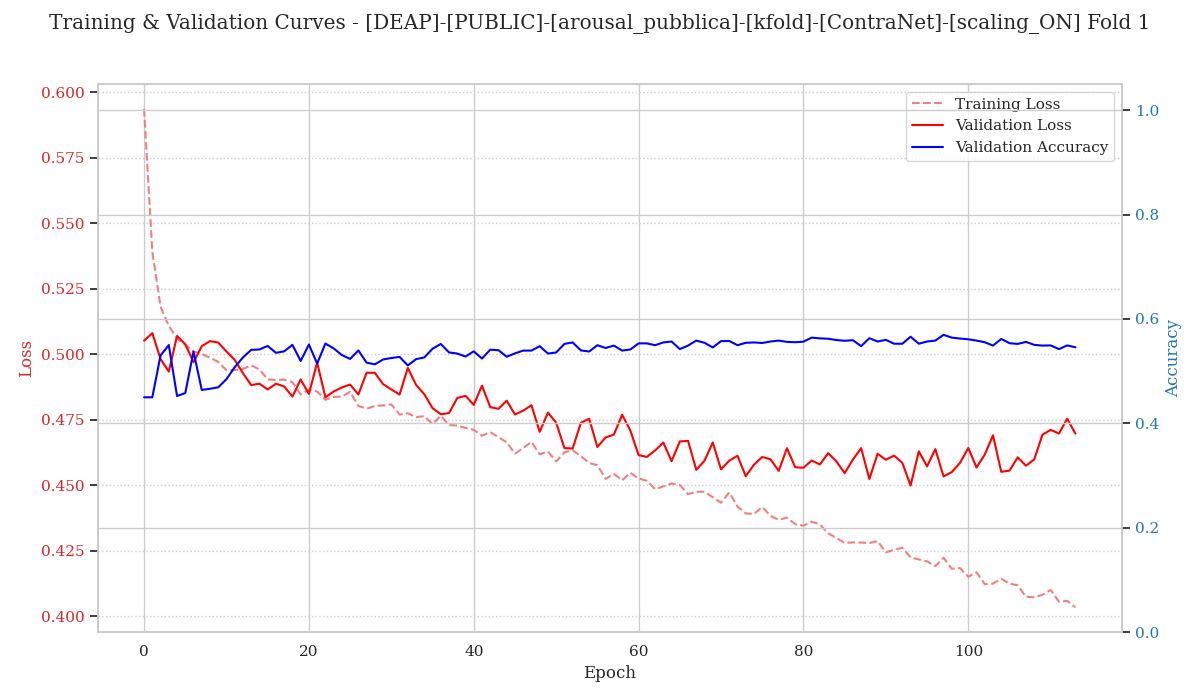 Training & Validation Curves - [DEAP]-[PUBLIC]-[arousal_pubblica]-[kfold]-[ContraNet]-[scaling_ON] Fold 1
Training Loss
Validation Loss
Validation Accuracy
Loss
0.600
0.575
0.550
0.525
0.500
0.475
0.450
0.425
0.400
Accuracy
1.0
0.8
0.6
0.4
0.2
0.0
0 20 40 60 80 100
Epoch